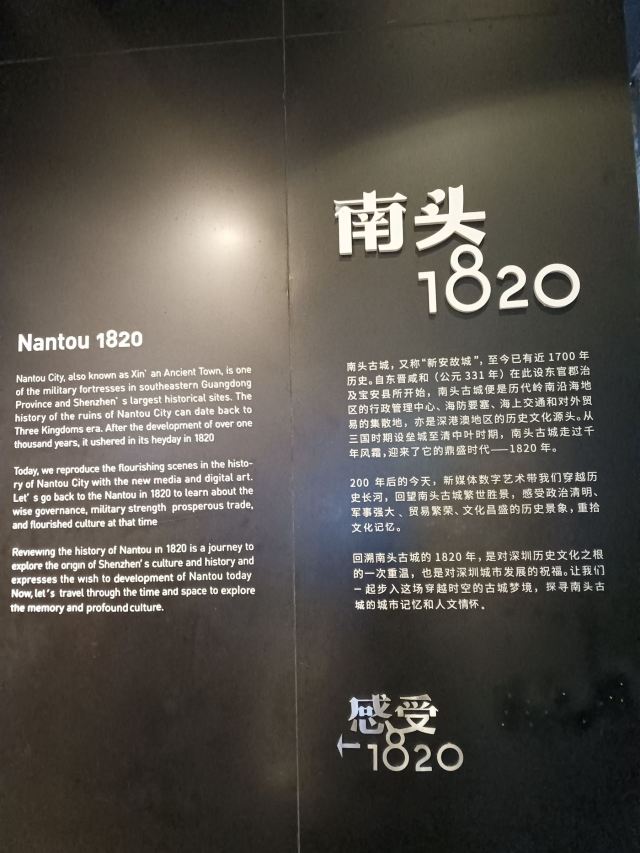 南头
1820
Nantou 1820
Nantou City, also known as Xin' an Ancient Town, is one
of the military fortresses in southeastern Guangdong
Province and Shenzhen' s largest historical sites. The
history of the ruins of Nantou City can date back to
Three Kingdoms era. After the development of over one
thousand years, it ushered in its heyday in 1820
Today, we reproduce the flourishing scenes in the histo-
ry of Nantou City with the new media and digital art.
Let' s go back to the Nantou in 1820 to learn about the
wise governance, military strength prosperous trade,
and flourished culture at that time
Reviewing the history of Nantou in 1820 is a journey to
explore the origin of Shenzhen's culture and history and
expresses the wish to development of Nantou today
Now, let's travel through the time and space to explore
the memory and profound culture.
南头古城，又称“新安故城”，至今已有近 1700 年
历史。自东晋咸和（公元 331 年）在此设东官郡治
及宝安县所开始，南头古城便是历代岭南沿海地
区的行政管理中心、海防要塞、海上交通和对外贸
易的集散地，亦是深港澳地区的历史文化源头。从
三国时期设垒城至清中叶时期，南头古城走过千
年风霜，迎来了它的鼎盛时代——1820 年。
200 年后的今天，新媒体数字艺术带我们穿越历
史长河，回望南头古城繁世胜景，感受政治清明、
军事强大、贸易繁荣、文化昌盛的历史景象，重拾
文化记忆。
回溯南头古城的 1820 年，是对深圳历史文化之根
的一次重温，也是对深圳城市发展的祝福。让我们
一起步入这场穿越时空的古城梦境，探寻南头古
城的城市记忆和人文情怀。
感受
←1820